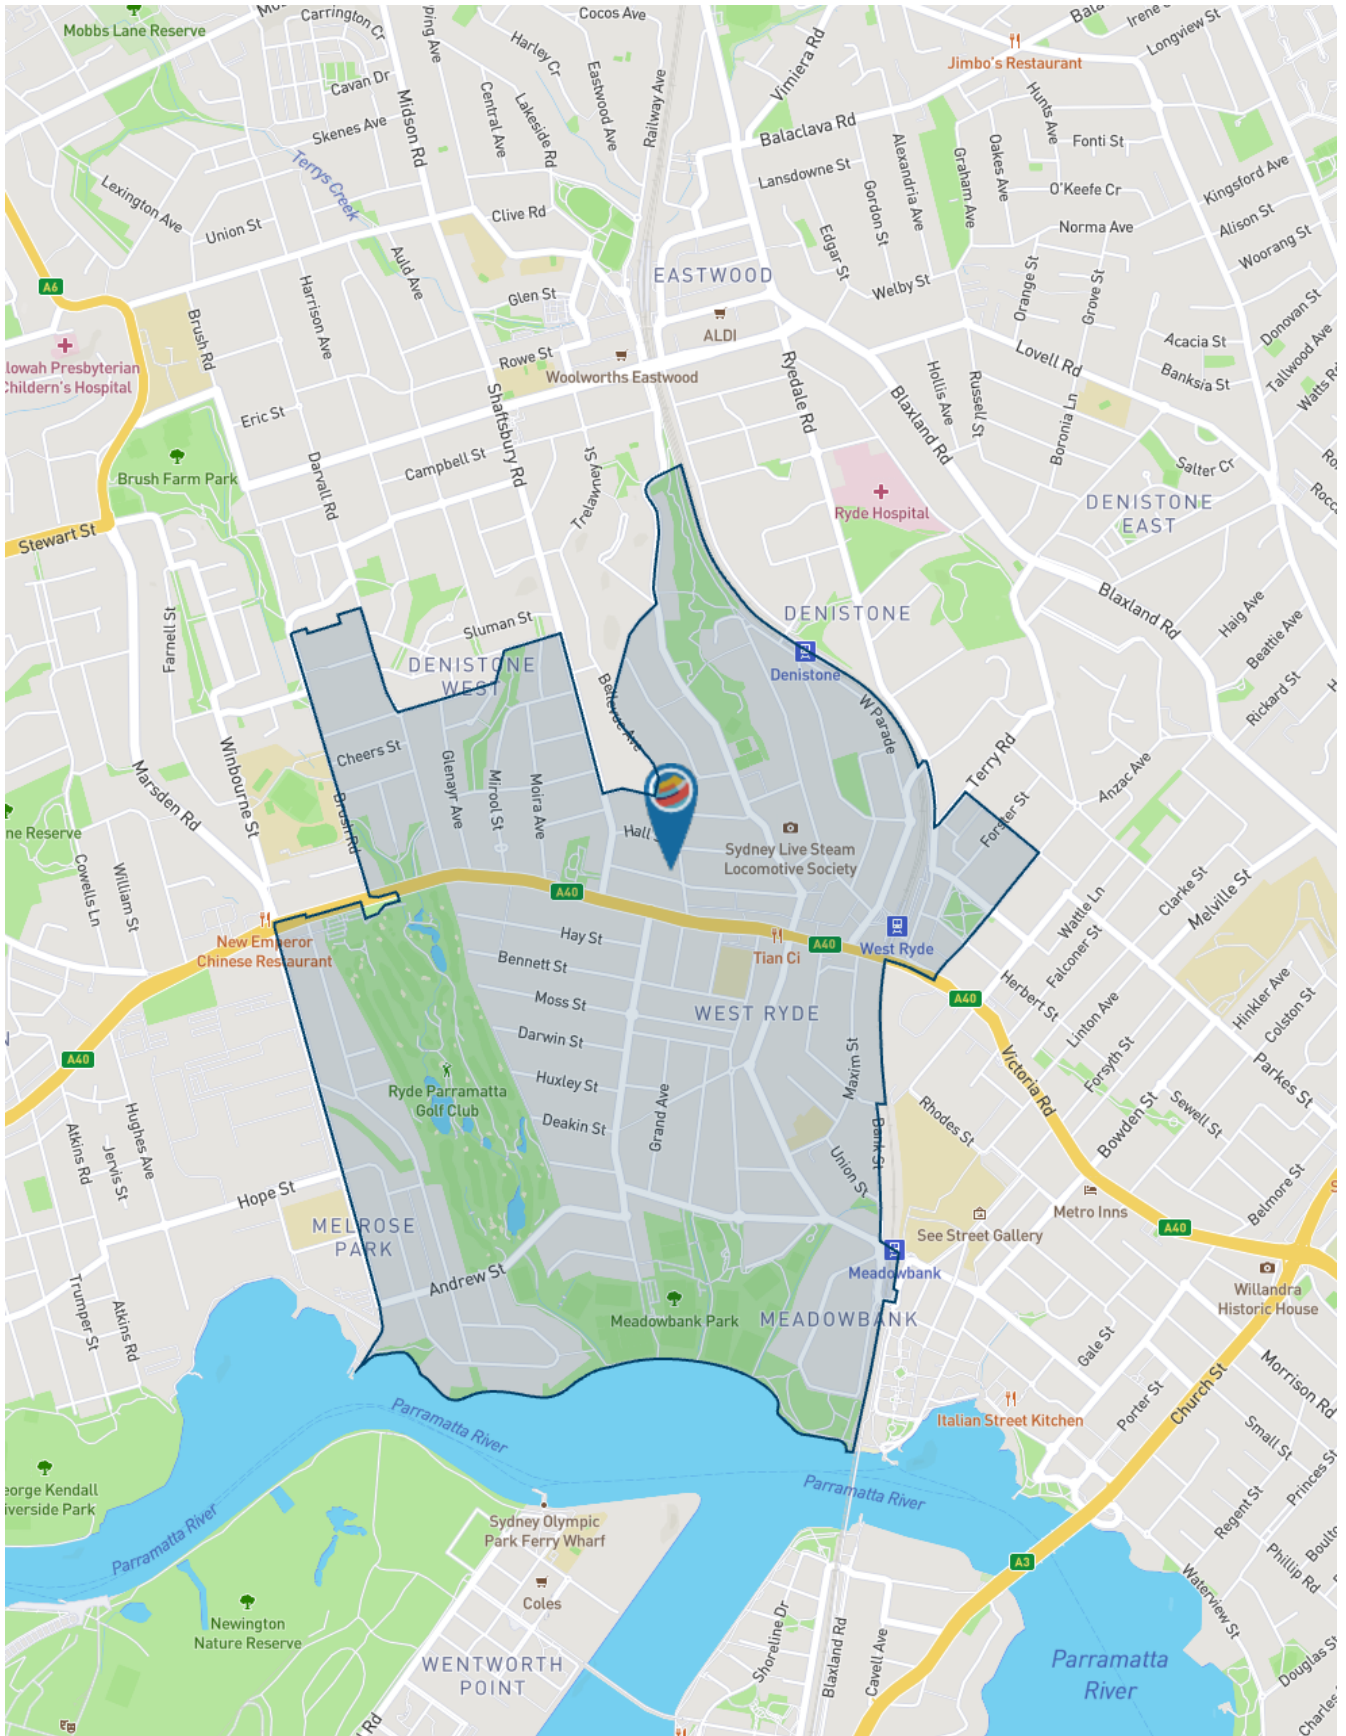 Mobbs Lane Reserve
Carrington Cr
Cocos Ave
Irene
Longview St
Harley Cr
Vimiera Rd
Jimbo's Restaurant
Cavan Dr
Eastwood Ave
Railway Ave
Midson Rd
Central Ave
Lakeside Rd
Hunts Ave
Skenes Ave
Balaclava Rd
Fonti St
Terrys Creek
Lansdowne St
Alexandria Ave
Graham Ave
Oakes Ave
Kingsford Ave
Lexington Ave
Gordon St
O'Keefe Cr
Union St
Clive Rd
Norma Ave
Alison St
Edgar St
Woorang St
Auld Ave
EASTWOOD
Welby St
Orange St
Grove St
A6
Glen St
Harrison Ave
Brush Rd
ALDI
Donovan St
Acacia St
Lovell Rd
Tallwood Ave
lowah Presbyterian
Childern's Hospital
Rowe St
Woolworths Eastwood
Ryedale Rd
Hollis Ave
Russell St
Banksia St
Watts Rd
Shaftsbury Rd
Blaxland Rd
Boronia Ln
Eric St
Campbell St
Trelawney St
Salter Cr
Brush Farm Park
Darvall Rd
Ryde Hospital
DENISTONE
EAST
Stewart St
Blaxland Rd
Haig Ave
Farnell St
Sluman St
DENISTONE
Beattie Ave
DENISTONE
WEST
Denistone
Bellevue Ave
Rickard St
W Parade
Cheers St
Glenayr Ave
Mirool St
Moira Ave
Winbourne St
Marsden Rd
Terry Rd
Anzac Ave
Brush Rd
Forster St
ne Reserve
Hall
Sydney Live Steam
Locomotive Society
Cowells Ln
William St
A40
Wattle Ln
Clarke St
Melville St
New Emperor
Chinese Restaurant
Hay St
Tian Ci
A40
West Ryde
Falconer St
Bennett St
Herbert St
Moss St
WEST RYDE
A40
Linton Ave
Hinkler Ave
Colston St
Darwin St
Maxim St
Forsyth St
A40
Victoria Rd
Parkes St
Huxley St
Ryde Parramatta
Golf Club
Grand Ave
Rhodes St
Sewell St
Deakin St
Bowden St
Hughes Ave
Atkins Rd
Jervis St
Bank St
Union St
Hope St
Metro Inns
Belmore St
MELROSE
PARK
See Street Gallery
A40
Meadowbank
Andrew St
Willandra
Historic House
Trumper St
Atkins Rd
Meadowbank Park
MEADOWBANK
Gale St
Morrison Rd
Porter St
Church St
Parramatta River
Italian Street Kitchen
Small St
Princes St
eorge Kendall
iverside Park
Parramatta River
Regent St
Parramatta River
Sydney Olympic
Park Ferry Wharf
Phillip Rd
A3
Waterview St
Coles
Newington
Nature Reserve
Shoreline Dr
Blaxland Rd
Cavell Ave
WENTWORTH
POINT
Parramatta
River
Douglas St
Charles
Rd